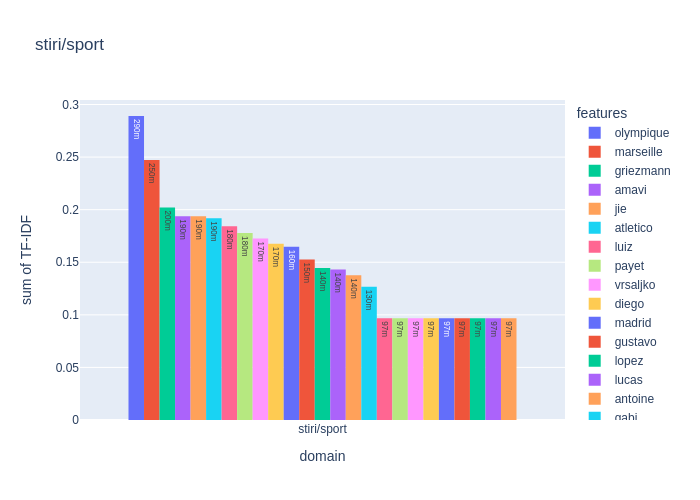 stiri/sport
sum of TF-IDF
0.3
0.25
0.2
0.15
0.1
0.05
0
290m
250m
200m
190m
190m
190m
180m
180m
170m
170m
160m
150m
140m
140m
140m
130m
97m
97m
97m
97m
97m
97m
97m
97m
97m
stiri/sport
domain
features
olympique
marseille
griezmann
amavi
jie
atletico
luiz
payet
vrsaljko
diego
madrid
gustavo
lopez
lucas
antoine
gabi